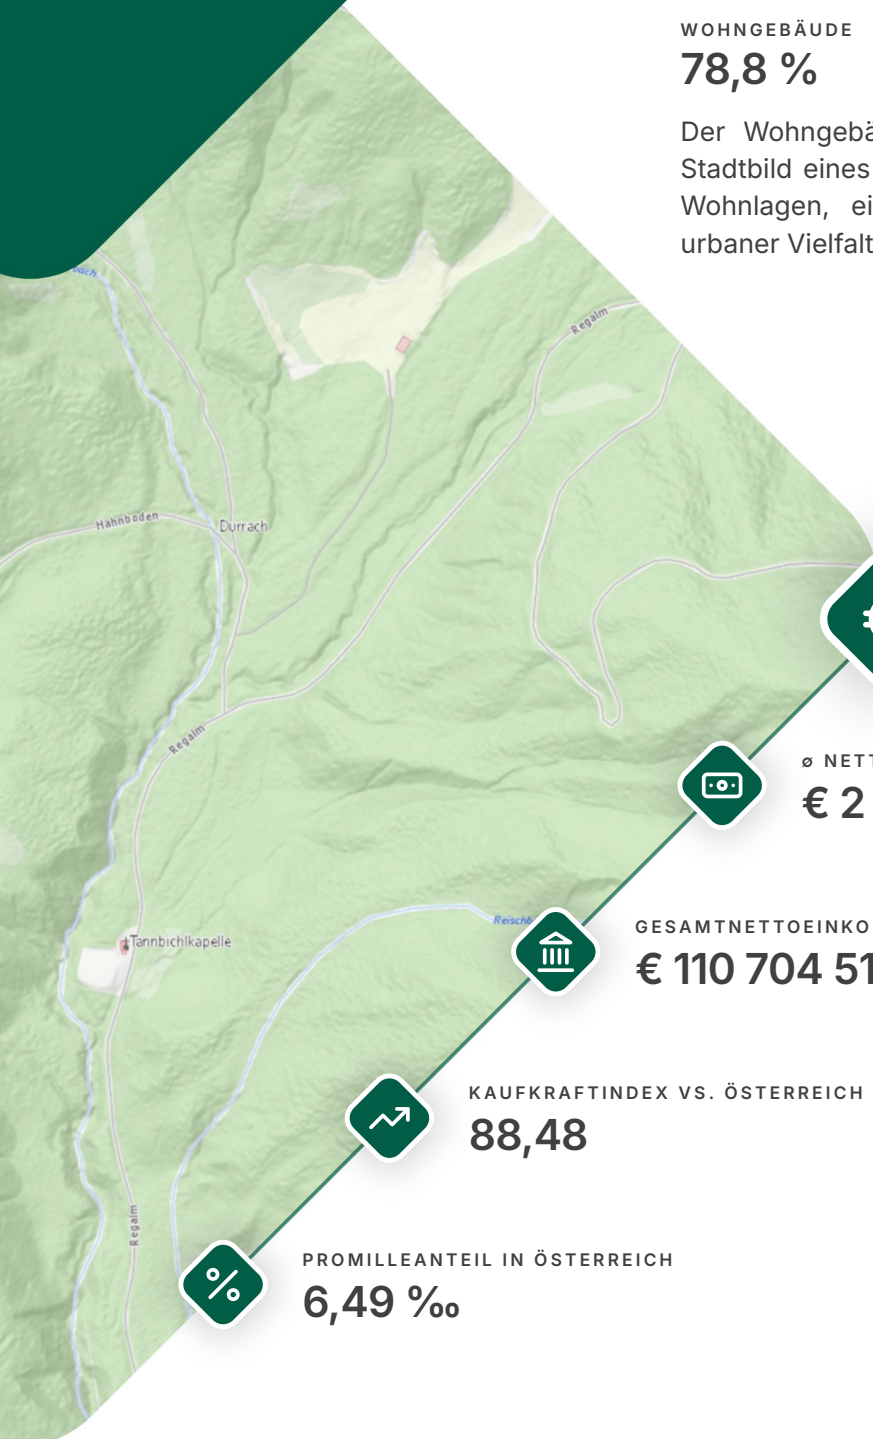 WOHNGEBÄUDE
78,8 %
Der Wohngebä
Stadtbild eines
Wohnlagen, ei
urbaner Vielfalt
bach
Regalm
Hahnboden
Durrach
Regalm
ø NETT
€ 2
Reischb
GESAMTNETTOEINKO
€ 110 704 51
Tannbichlkapelle
KAUFKRAFTINDEX VS. ÖSTERREICH
88,48
Regalm
PROMILLEANTEIL IN ÖSTERREICH
6,49 ‰